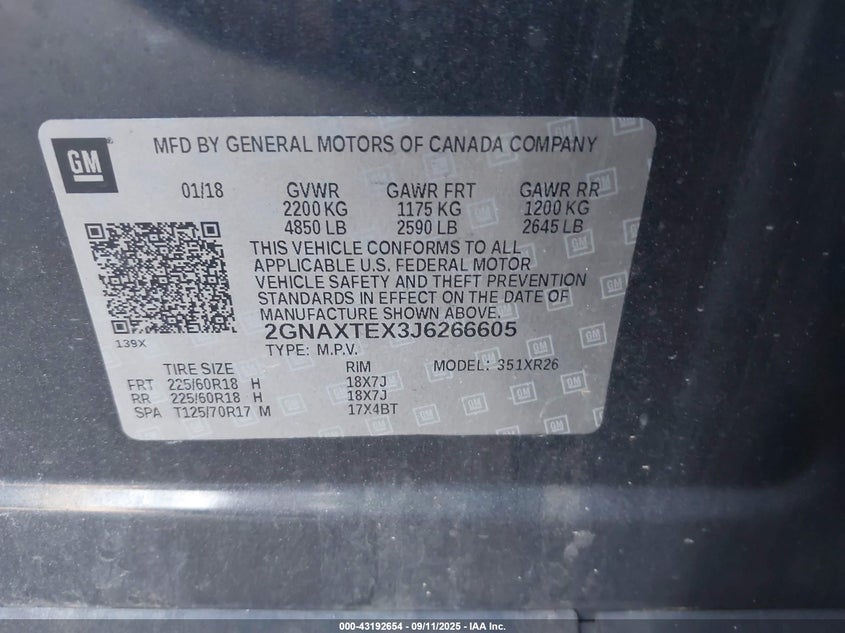 GM
MFD BY GENERAL MOTORS OF CANADA COMPANY
01/18 GVWR GAWR FRT GAWR RR
2200 KG 1175 KG 1200 KG
4850 LB 2590 LB 2645 LB
THIS VEHICLE CONFORMS TO ALL
APPLICABLE U.S. FEDERAL MOTOR
VEHICLE SAFETY AND THEFT PREVENTION
STANDARDS IN EFFECT ON THE DATE OF
MANUFACTURE SHOWN ABOVE.
2GNAXTEX3J6266605
139X
TYPE: M.P.V.
TIRE SIZE RIM MODEL: 351XR26
FRT 225/60R18 H 18X7J
RR 225/60R18 H 18X7J
SPA T125/70R17 M 17X4BT
000-43192654 - 09/11/2025 - IAA Inc.